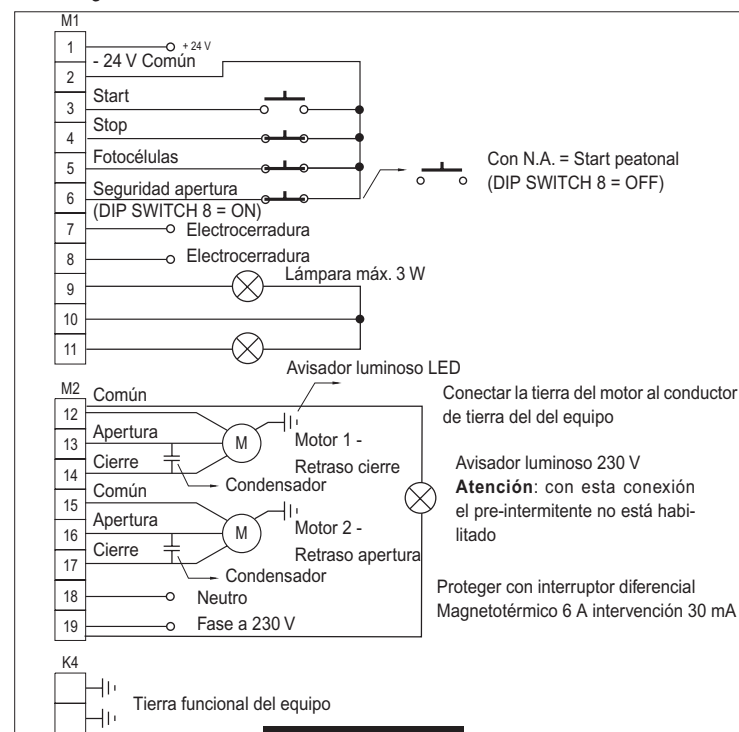 M1
1
+ 24 V
- 24 V Común
2
Start
3
Stop
4
Fotocélulas
5
Con N.A. = Start peatonal
(DIP SWITCH 8 = OFF)
Seguridad apertura
6
(DIP SWITCH 8 = ON)
7
Electrocerradura
8
Electrocerradura
Lámpara máx. 3 W
9
10
11
Avisador luminoso LED
M2
Común
12
Conectar la tierra del motor al conductor
de tierra del del equipo
Apertura
13
M
Motor 1 -
Retraso cierre
Cierre
14
Condensador
Avisador luminoso 230 V
Atención: con esta conexión
el pre-intermitente no está habi-
litado
Común
15
Apertura
16
M
Motor 2 -
Retraso apertura
Cierre
17
Condensador
18
Neutro
Proteger con interruptor diferencial
Magnetotérmico 6 A intervención 30 mA
19
Fase a 230 V
K4
Tierra funcional del equipo